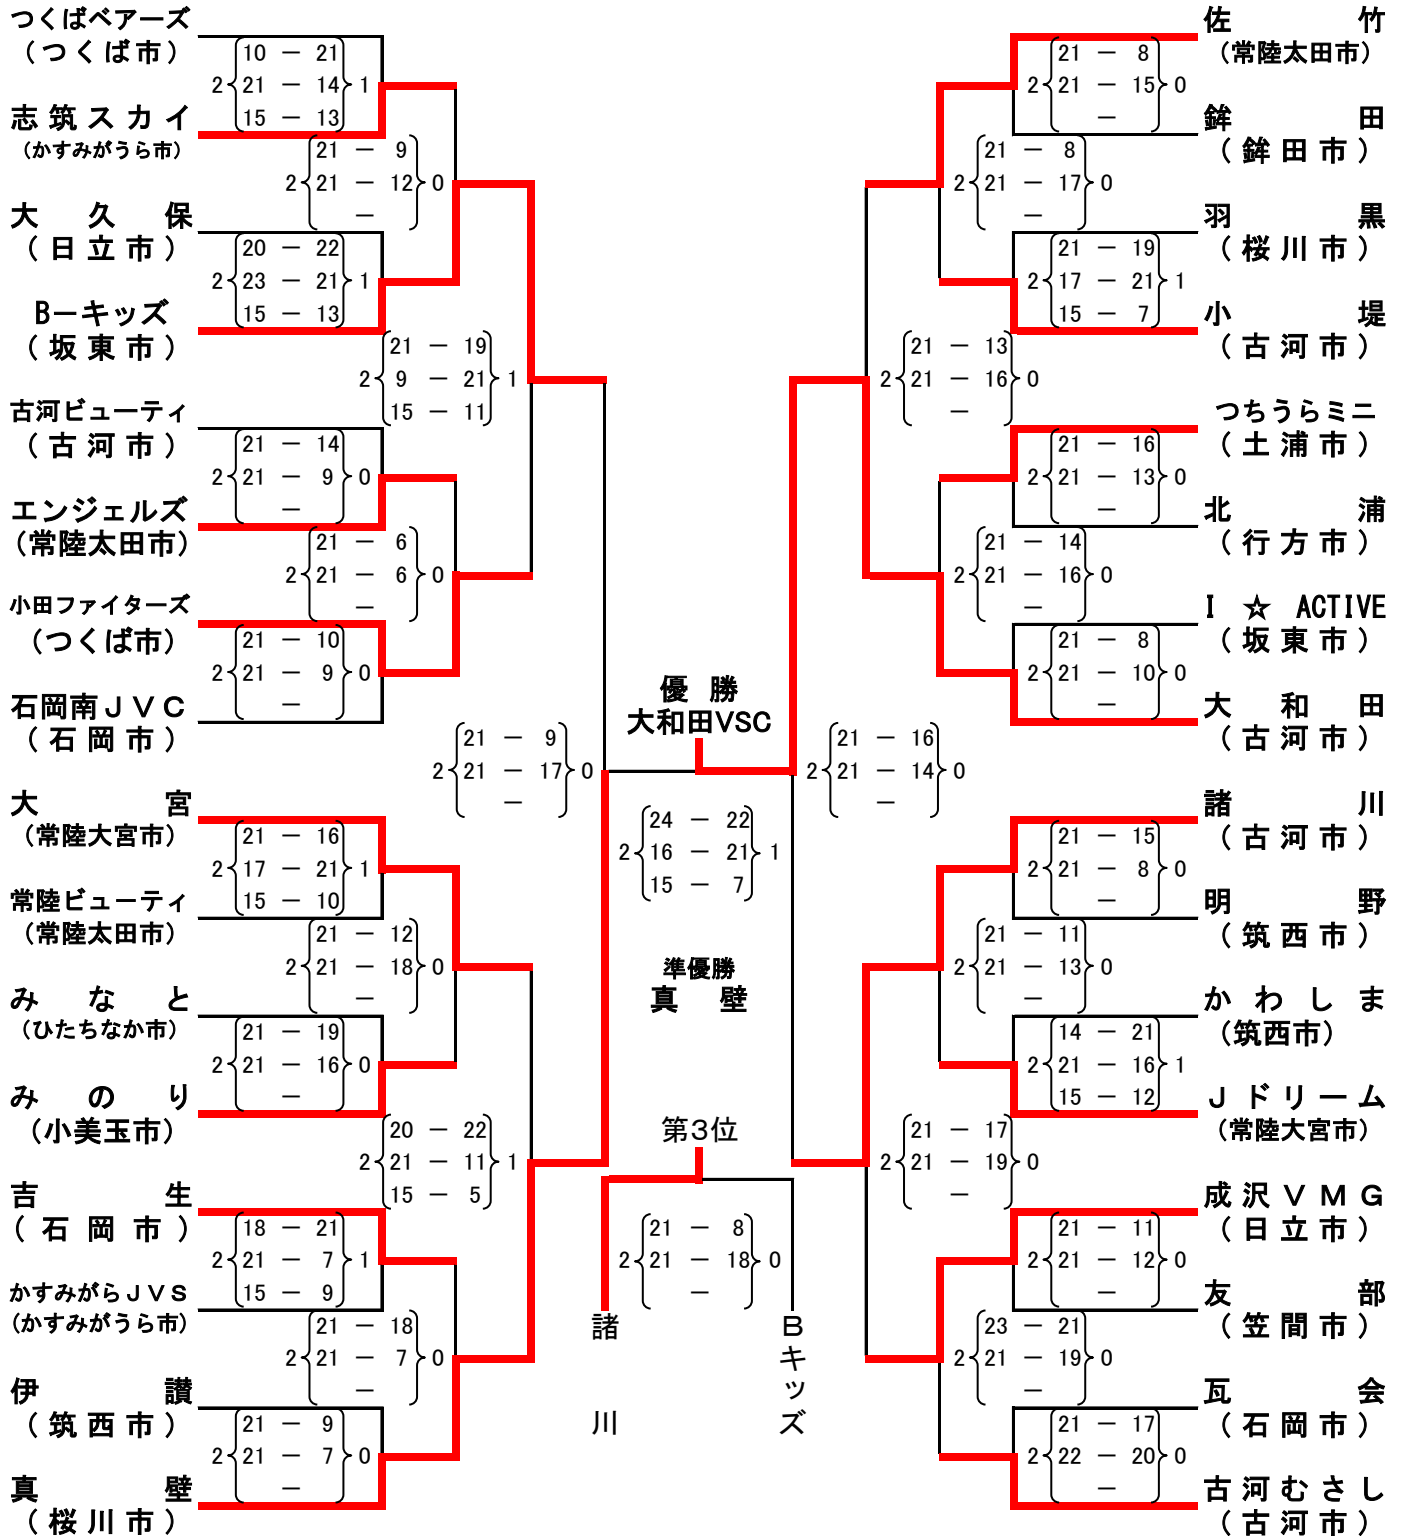 つくばベアーズ
（つくば市）
10 － 21
2 21 － 14 1
15 － 13
志筑スカイ
（かすみがうら市）
21 － 9
2 21 － 12 0
－
大久保
（日立市）
20 － 22
2 23 － 21 1
15 － 13
B－キッズ
（坂東市）
21 － 19
2 9 － 21 1
15 － 11
古河ビューティ
（古河市）
21 － 14
2 21 － 9 0
－
エンジェルズ
（常陸太田市）
21 － 6
2 21 － 6 0
－
小田ファイターズ
（つくば市）
21 － 10
2 21 － 9 0
－
石岡南ＪＶＣ
（石岡市）
21 － 9
2 21 － 17 0
－
大宮
（常陸大宮市）
21 － 16
2 17 － 21 1
15 － 10
常陸ビューティ
（常陸太田市）
21 － 12
2 21 － 18 0
－
みなと
（ひたちなか市）
21 － 19
2 21 － 16 0
－
みのり
（小美玉市）
20 － 22
2 21 － 11 1
15 － 5
吉生
（石岡市）
18 － 21
2 21 － 7 1
15 － 9
かすみがらＪＶＳ
（かすみがうら市）
21 － 18
2 21 － 7 0
－
伊讃
（筑西市）
21 － 9
2 21 － 7 0
－
真壁
（桜川市）
優勝
大和田VSC
24 － 22
2 16 － 21 1
15 － 7
準優勝
真壁
第３位
21 － 8
2 21 － 18 0
－
諸川
Ｂキッズ
佐竹
（常陸太田市）
21 － 8
2 21 － 15 0
－
鉾田
（鉾田市）
21 － 8
2 21 － 17 0
－
羽黒
（桜川市）
21 － 19
2 17 － 21 1
15 － 7
小堤
（古河市）
21 － 13
2 21 － 16 0
－
つちうらミニ
（土浦市）
21 － 16
2 21 － 13 0
－
北浦
（行方市）
21 － 14
2 21 － 16 0
－
I ☆ ACTIVE
（坂東市）
21 － 8
2 21 － 10 0
－
大和田
（古河市）
21 － 16
2 21 － 14 0
－
諸川
（古河市）
21 － 15
2 21 － 8 0
－
明野
（筑西市）
21 － 11
2 21 － 13 0
－
かわしま
（筑西市）
14 － 21
2 21 － 16 1
15 － 12
Ｊドリーム
（常陸大宮市）
21 － 17
2 21 － 19 0
－
成沢ＶＭＧ
（日立市）
21 － 11
2 21 － 12 0
－
友部
（笠間市）
23 － 21
2 21 － 19 0
－
瓦会
（石岡市）
21 － 17
2 22 － 20 0
－
古河むさし
（古河市）